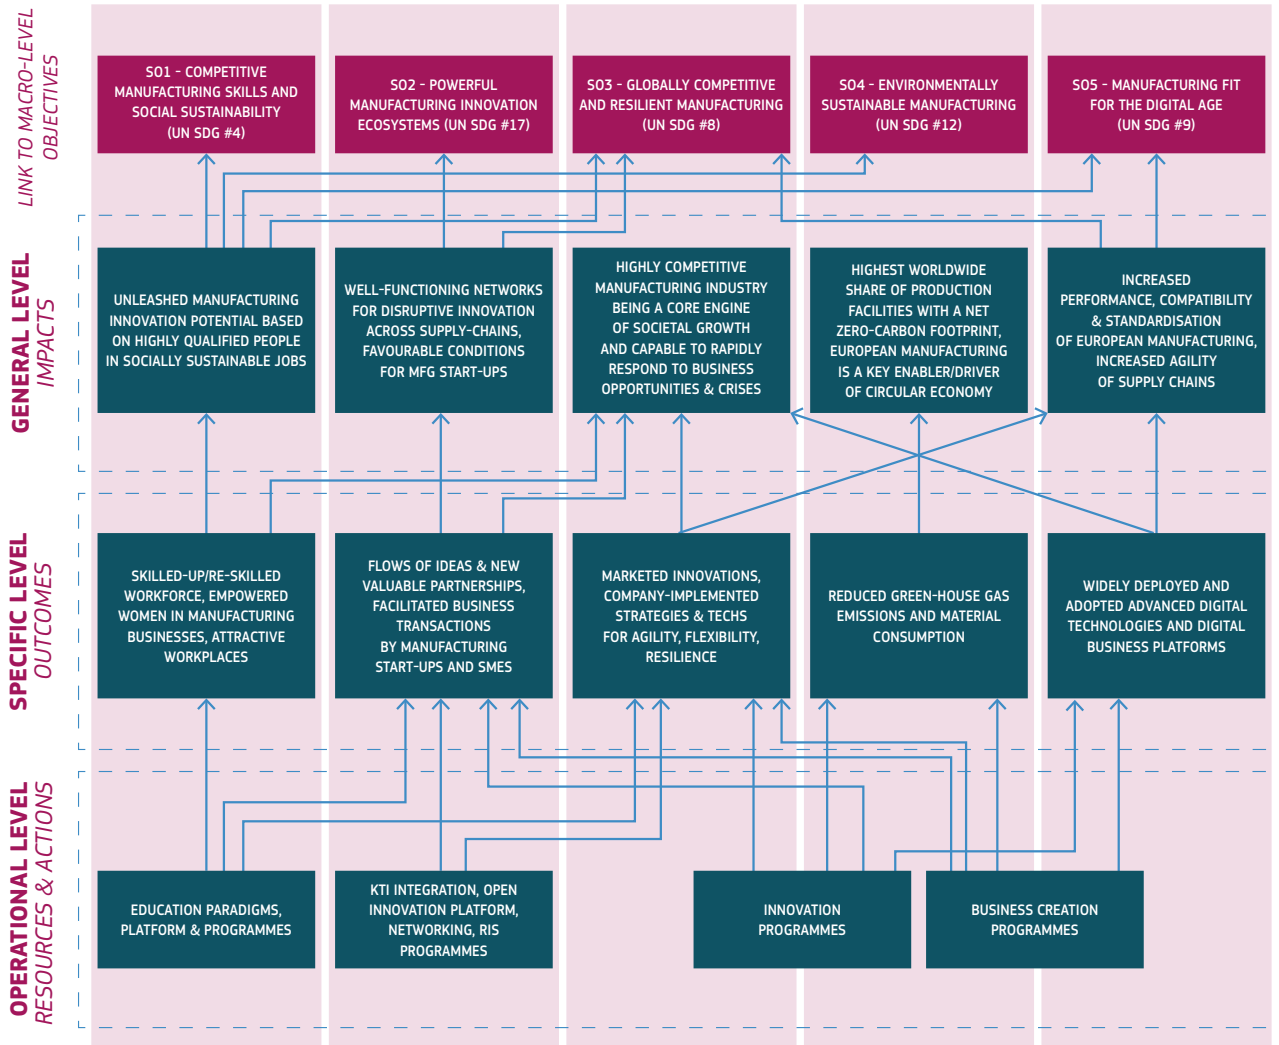 LINK TO MACRO-LEVEL
OBJECTIVES
SO1 - COMPETITIVE
MANUFACTURING SKILLS AND
SOCIAL SUSTAINABILITY
(UN SDG #4)
SO2 - POWERFUL
MANUFACTURING INNOVATION
ECOSYSTEMS (UN SDG #17)
SO3 - GLOBALLY COMPETITIVE
AND RESILIENT MANUFACTURING
(UN SDG #8)
SO4 - ENVIRONMENTALLY
SUSTAINABLE MANUFACTURING
(UN SDG #12)
SO5 - MANUFACTURING FIT
FOR THE DIGITAL AGE
(UN SDG #9)
GENERAL LEVEL
IMPACTS
UNLEASHED MANUFACTURING
INNOVATION POTENTIAL BASED
ON HIGHLY QUALIFIED PEOPLE
IN SOCIALLY SUSTAINABLE JOBS
WELL-FUNCTIONING NETWORKS
FOR DISRUPTIVE INNOVATION
ACROSS SUPPLY-CHAINS,
FAVOURABLE CONDITIONS
FOR MFG START-UPS
HIGHLY COMPETITIVE
MANUFACTURING INDUSTRY
BEING A CORE ENGINE
OF SOCIETAL GROWTH
AND CAPABLE TO RAPIDLY
RESPOND TO BUSINESS
OPPORTUNITIES & CRISES
HIGHEST WORLDWIDE
SHARE OF PRODUCTION
FACILITIES WITH A NET
ZERO-CARBON FOOTPRINT,
EUROPEAN MANUFACTURING
IS A KEY ENABLER/DRIVER
OF CIRCULAR ECONOMY
INCREASED
PERFORMANCE, COMPATIBILITY
& STANDARDISATION
OF EUROPEAN MANUFACTURING,
INCREASED AGILITY
OF SUPPLY CHAINS
SPECIFIC LEVEL
OUTCOMES
SKILLED-UP/RE-SKILLED
WORKFORCE, EMPOWERED
WOMEN IN MANUFACTURING
BUSINESSES, ATTRACTIVE
WORKPLACES
FLOWS OF IDEAS & NEW
VALUABLE PARTNERSHIPS,
FACILITATED BUSINESS
TRANSACTIONS
BY MANUFACTURING
START-UPS AND SMES
MARKETED INNOVATIONS,
COMPANY-IMPLEMENTED
STRATEGIES & TECHS
FOR AGILITY, FLEXIBILITY,
RESILIENCE
REDUCED GREEN-HOUSE GAS
EMISSIONS AND MATERIAL
CONSUMPTION
WIDELY DEPLOYED AND
ADOPTED ADVANCED DIGITAL
TECHNOLOGIES AND DIGITAL
BUSINESS PLATFORMS
OPERATIONAL LEVEL
RESOURCES & ACTIONS
EDUCATION PARADIGMS,
PLATFORM & PROGRAMMES
KTI INTEGRATION, OPEN
INNOVATION PLATFORM,
NETWORKING, RIS
PROGRAMMES
INNOVATION
PROGRAMMES
BUSINESS CREATION
PROGRAMMES